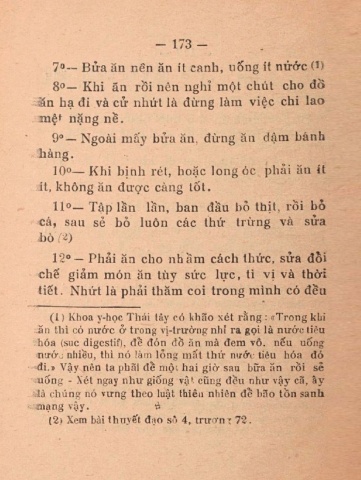 — 173 —
7º— Bữa ăn nên ăn ít canh, uống ít nước (1)
8º— Khi ăn rồi nên nghỉ một chút cho đồ
ăn hạ đi và cử nhứt là đừng làm việc chi lao
mệt nặng nề.
9º— Ngoài mấy bữa ăn, đừng ăn dậm bánh
hàng.
10º— Khi bịnh rét, hoặc long óc phải ăn ít
ít, không ăn được càng tốt.
11º— Tập lần lần, ban đầu bỏ thịt, rồi bỏ
cá, sau sẻ bỏ luôn các thứ trừng và sửa
bò (2)
12º— Phải ăn cho nhằm cách thức, sửa đổi
chế giảm món ăn tùy sức lực, tì vị và thời
tiết. Nhứt là phải thăm coi trong mình có đều
(1) Khoa y-học Thái tây có khảo xét rằng : «Trong khi
ăn thì có nước ở trong vị-trường nhỉ ra gọi là nước tiêu
hóa (suc digestif), để đón đồ ăn mà đem vô. nếu uống
nước nhiều, thì nó làm lỏng mất thứ nước tiêu hóa đó
đi.» Vậy nên ta phải để một hai giờ sau bữa ăn rồi sẻ
uống - Xét ngay như giống vật cũng đều như vậy cả, ấy
là chúng nó vưng theo luật thiên nhiên để bão tồn sanh
mạng vậy.
(2) Xem bài thuyết đạo số 4, trươn : 72.